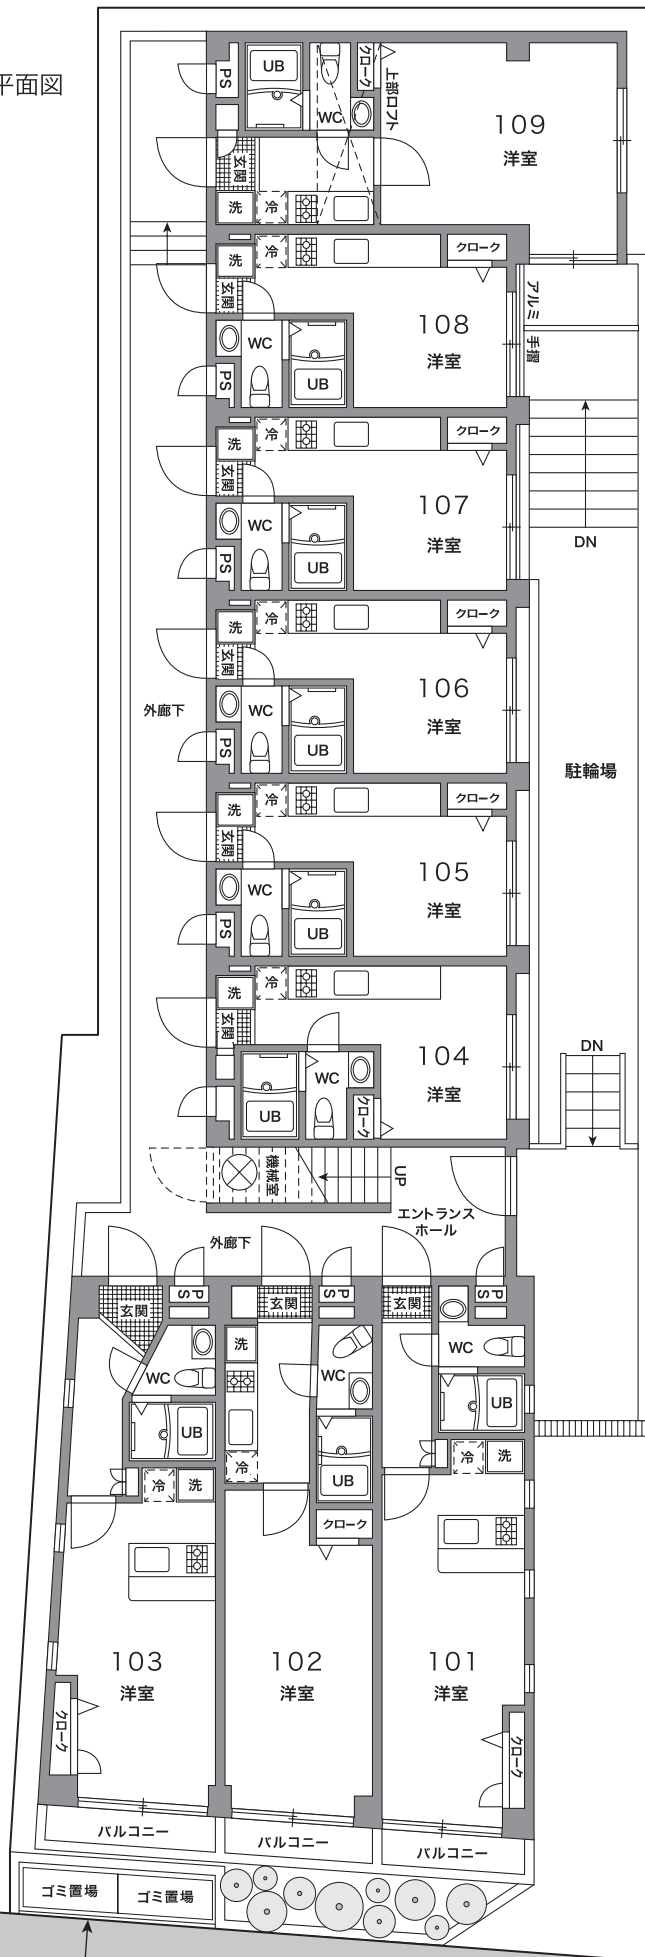 平面図
PS
UB
WC
クローク
上部ロフト
109
洋室
玄関
洗
冷
洗
冷
クローク
玄関
108
洋室
WC
UB
PS
アルミ
手摺
洗
冷
クローク
玄関
107
洋室
WC
UB
PS
DN
洗
冷
クローク
玄関
106
洋室
WC
UB
PS
外廊下
駐輪場
洗
冷
クローク
玄関
105
洋室
WC
UB
PS
洗
冷
玄関
104
洋室
WC
UB
クローク
DN
機械室
UP
エントランス
ホール
外廊下
玄関
PS
玄関
PS
玄関
PS
WC
UB
冷
洗
103
洋室
クローク
洗
WC
冷
UB
クローク
102
洋室
WC
UB
冷
洗
101
洋室
クローク
バルコニー
バルコニー
バルコニー
ゴミ置場
ゴミ置場